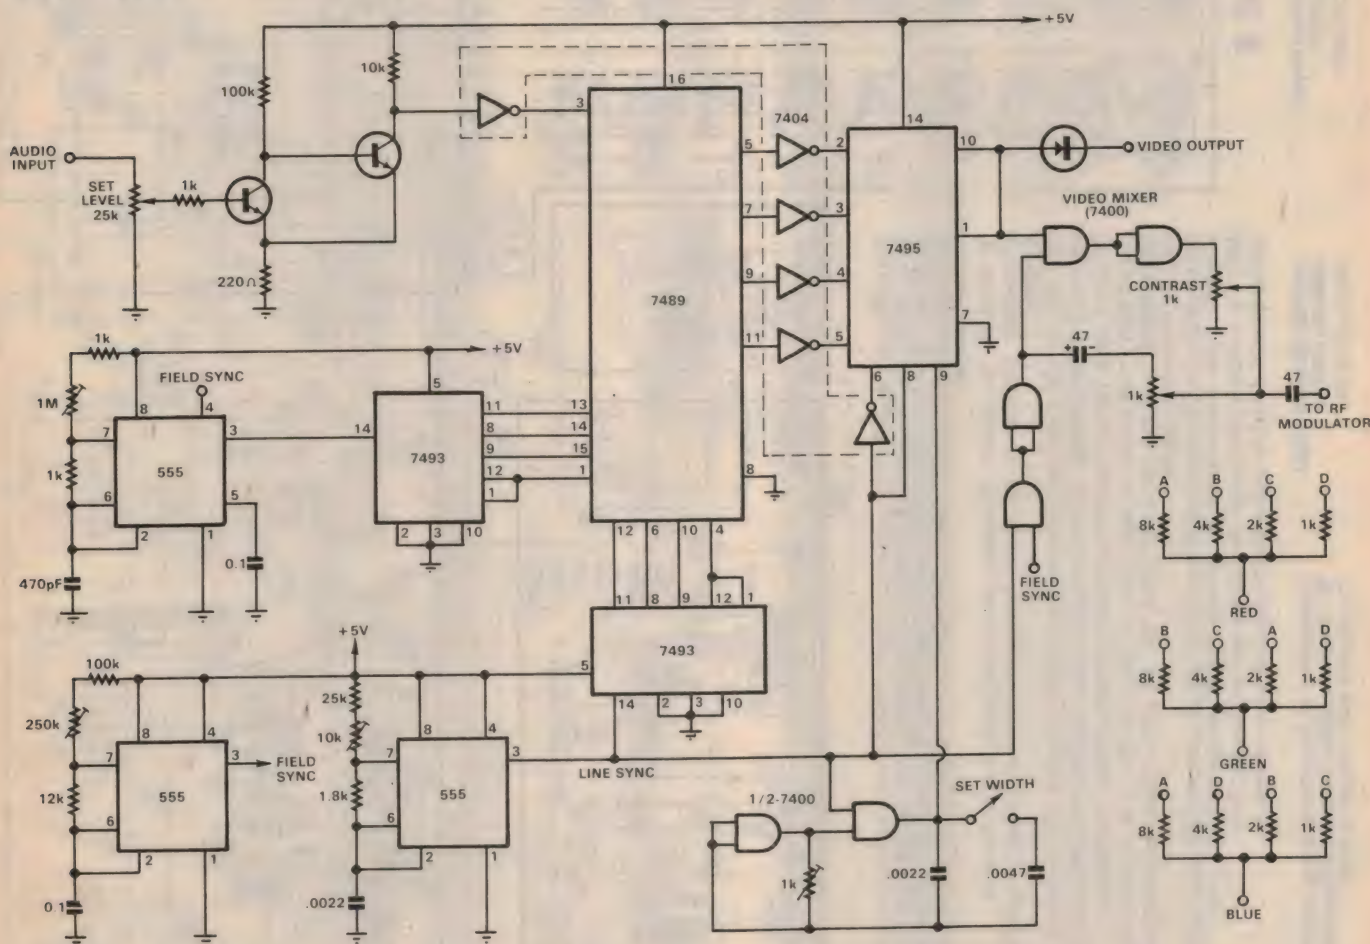 +5V
100k
10k
3
16
7404
AUDIO
INPUT
SET
LEVEL
25k
1k
220Ω
5
7
9
11
7489
2
3
4
5
14
10
1
7
7495
6
8
9
VIDEO OUTPUT
VIDEO MIXER
(7400)
CONTRAST
1k
47
+ -
1k
47
TO RF
MODULATOR
1k
+5V
1M
FIELD SYNC
8
4
7
3
1k
555
6
5
2
1
470pF
0.1
5
14
11
8
9
12
1
7493
2
3
10
13
14
15
1
8
12
6
10
4
11
8
9
12
1
5
7493
14
2
3
10
FIELD
SYNC
A
B
C
D
8k
4k
2k
1k
RED
B
C
A
D
8k
4k
2k
1k
GREEN
A
D
B
C
8k
4k
2k
1k
BLUE
100k
250k
8
4
7
3
FIELD
SYNC
12k
555
6
2
1
0.1
+5V
25k
10k
8
4
7
3
LINE SYNC
1.8k
555
6
2
1
.0022
1/2-7400
SET WIDTH
1k
.0022
.0047